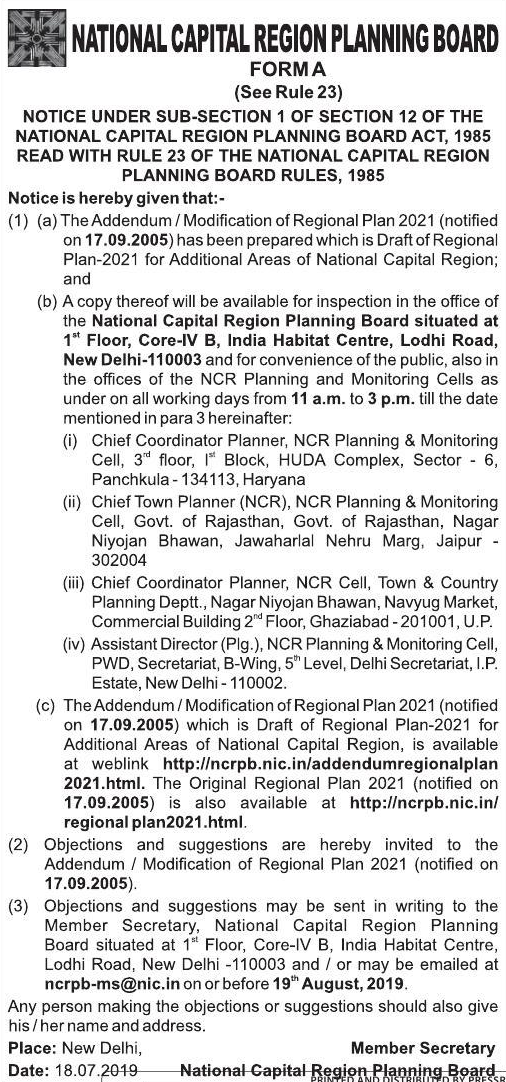 NATIONAL CAPITAL REGION PLANNING BOARD
FORM A
(See Rule 23)
NOTICE UNDER SUB-SECTION 1 OF SECTION 12 OF THE
NATIONAL CAPITAL REGION PLANNING BOARD ACT, 1985
READ WITH RULE 23 OF THE NATIONAL CAPITAL REGION
PLANNING BOARD RULES, 1985
Notice is hereby given that:-
(1) (a) The Addendum / Modification of Regional Plan 2021 (notified
on 17.09.2005) has been prepared which is Draft of Regional
Plan-2021 for Additional Areas of National Capital Region;
and
(b) A copy thereof will be available for inspection in the office of
the National Capital Region Planning Board situated at
1st Floor, Core-IV B, India Habitat Centre, Lodhi Road,
New Delhi-110003 and for convenience of the public, also in
the offices of the NCR Planning and Monitoring Cells as
under on all working days from 11 a.m. to 3 p.m. till the date
mentioned in para 3 hereinafter:
(i) Chief Coordinator Planner, NCR Planning & Monitoring
Cell, 3rd floor, Ist Block, HUDA Complex, Sector - 6,
Panchkula - 134113, Haryana
(ii) Chief Town Planner (NCR), NCR Planning & Monitoring
Cell, Govt. of Rajasthan, Govt. of Rajasthan, Nagar
Niyojan Bhawan, Jawaharlal Nehru Marg, Jaipur -
302004
(iii) Chief Coordinator Planner, NCR Cell, Town & Country
Planning Deptt., Nagar Niyojan Bhawan, Navyug Market,
Commercial Building 2nd Floor, Ghaziabad - 201001, U.P.
(iv) Assistant Director (Plg.), NCR Planning & Monitoring Cell,
PWD, Secretariat, B-Wing, 5th Level, Delhi Secretariat, I.P.
Estate, New Delhi - 110002.
(c) The Addendum / Modification of Regional Plan 2021 (notified
on 17.09.2005) which is Draft of Regional Plan-2021 for
Additional Areas of National Capital Region, is available
at weblink http://ncrpb.nic.in/addendumregionalplan
2021.html. The Original Regional Plan 2021 (notified on
17.09.2005) is also available at http://ncrpb.nic.in/
regional plan2021.html.
(2) Objections and suggestions are hereby invited to the
Addendum / Modification of Regional Plan 2021 (notified on
17.09.2005).
(3) Objections and suggestions may be sent in writing to the
Member Secretary, National Capital Region Planning
Board situated at 1st Floor, Core-IV B, India Habitat Centre,
Lodhi Road, New Delhi -110003 and / or may be emailed at
ncrpb-ms@nic.in on or before 19th August, 2019.
Any person making the objections or suggestions should also give
his / her name and address.
Place: New Delhi, Member Secretary
Date: 18.07.2019 National Capital Region Planning Board
PRINTED AND DISTRIBUTED BY PRESSR